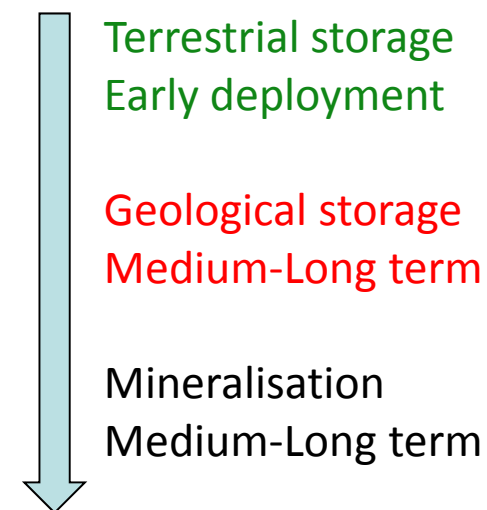 Terrestrial storage
Early deployment
Geological storage
Medium-Long term
Mineralisation
Medium-Long term